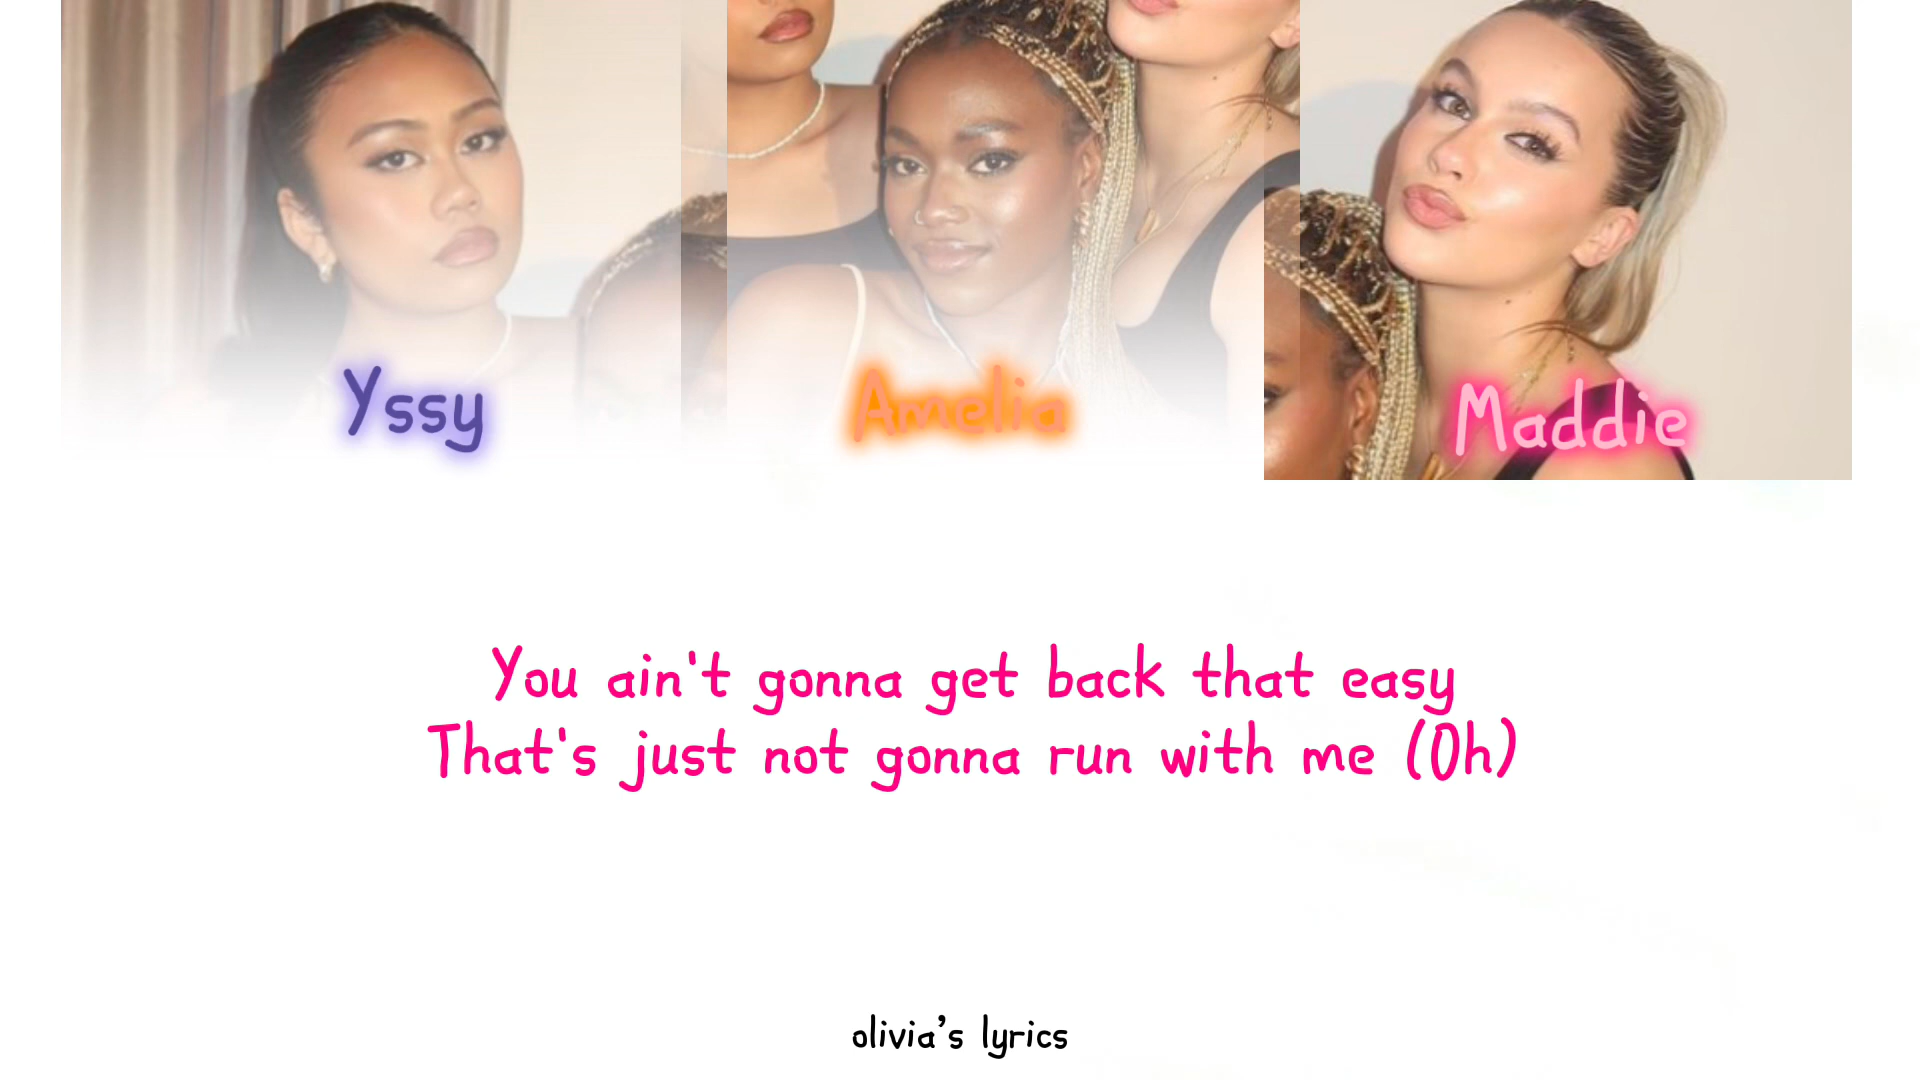 Yssy
Amelia
Maddie
You ain't gonna get back that easy
That's just not gonna run with me (Oh)
olivia's lyrics